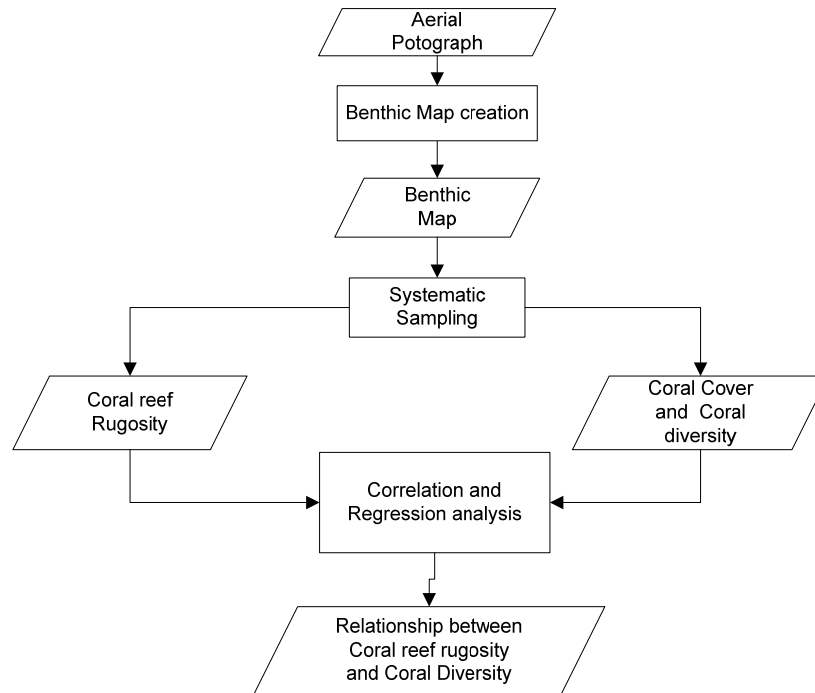 Aerial
Potograph
Benthic Map creation
Benthic
Map
Systematic
Sampling
Coral reef
Rugosity
Coral Cover
and Coral
diversity
Correlation and
Regression analysis
Relationship between
Coral reef rugosity
and Coral Diversity